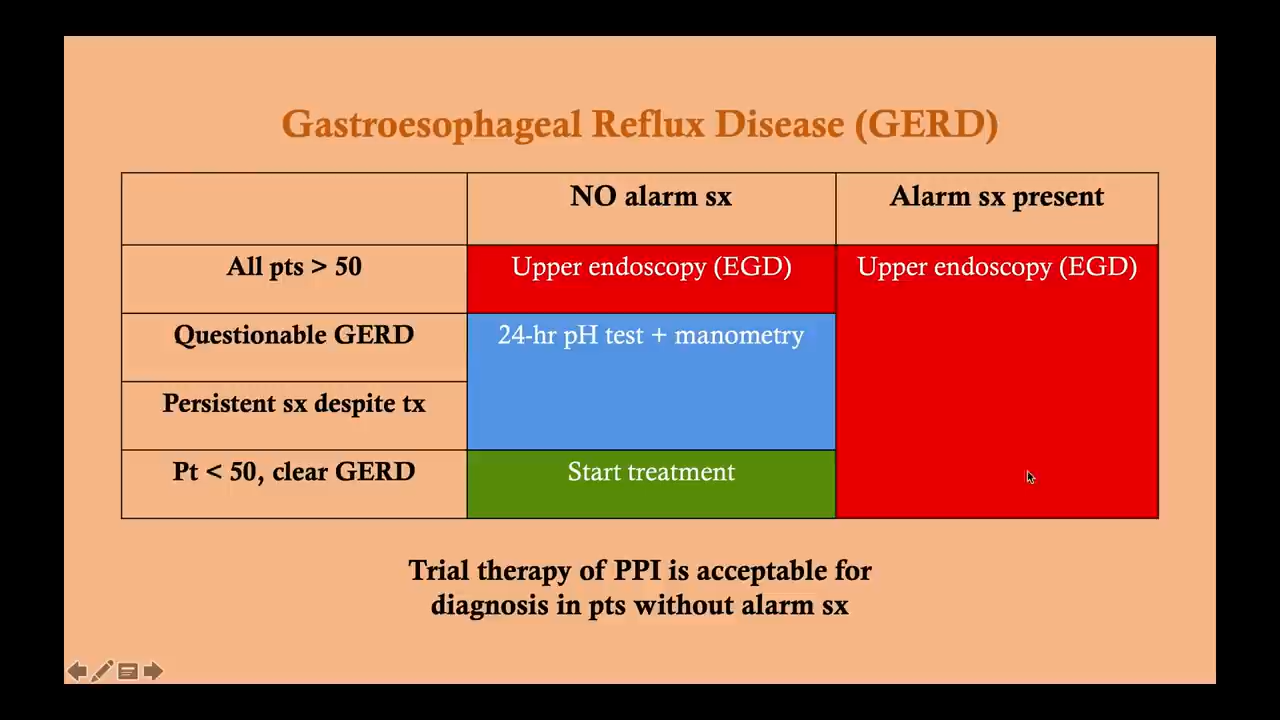 Gastroesophageal Reflux Disease (GERD)
NO alarm sx
Alarm sx present
All pts > 50
Upper endoscopy (EGD)
Upper endoscopy (EGD)
Questionable GERD
24-hr pH test + manometry
Persistent sx despite tx
Pt < 50, clear GERD
Start treatment
Trial therapy of PPI is acceptable for
diagnosis in pts without alarm sx